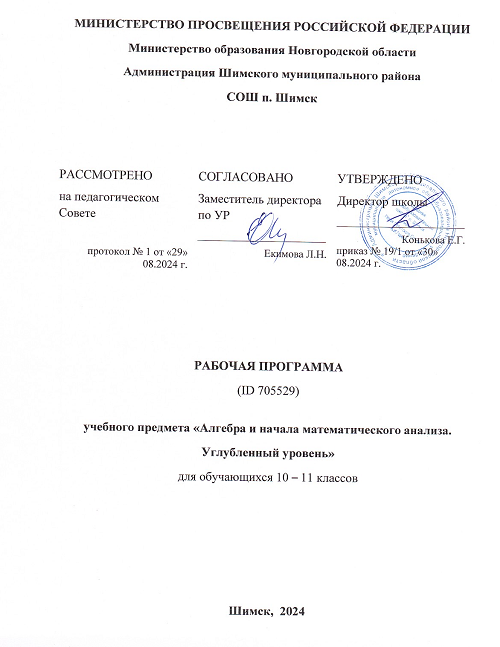 МИНИСТЕРСТВО ПРОСВЕЩЕНИЯ РОССИЙСКОЙ ФЕДЕРАЦИИ
Министерство образования Новгородской области
Администрация Шимского муниципального района
СОШ п. Шимск
РАССМОТРЕНО
на педагогическом
Совете
протокол № 1 от «29»
08.2024 г.
СОГЛАСОВАНО
Заместитель директора
по УР
Екимова Л.Н.
УТВЕРЖДЕНО
Директор школы
Конькова Е.Г.
приказ № 19/1 от «30»
08.2024 г.
РАБОЧАЯ ПРОГРАММА
(ID 705529)
учебного предмета «Алгебра и начала математического анализа.
Углубленный уровень»
для обучающихся 10 – 11 классов
Шимск, 2024